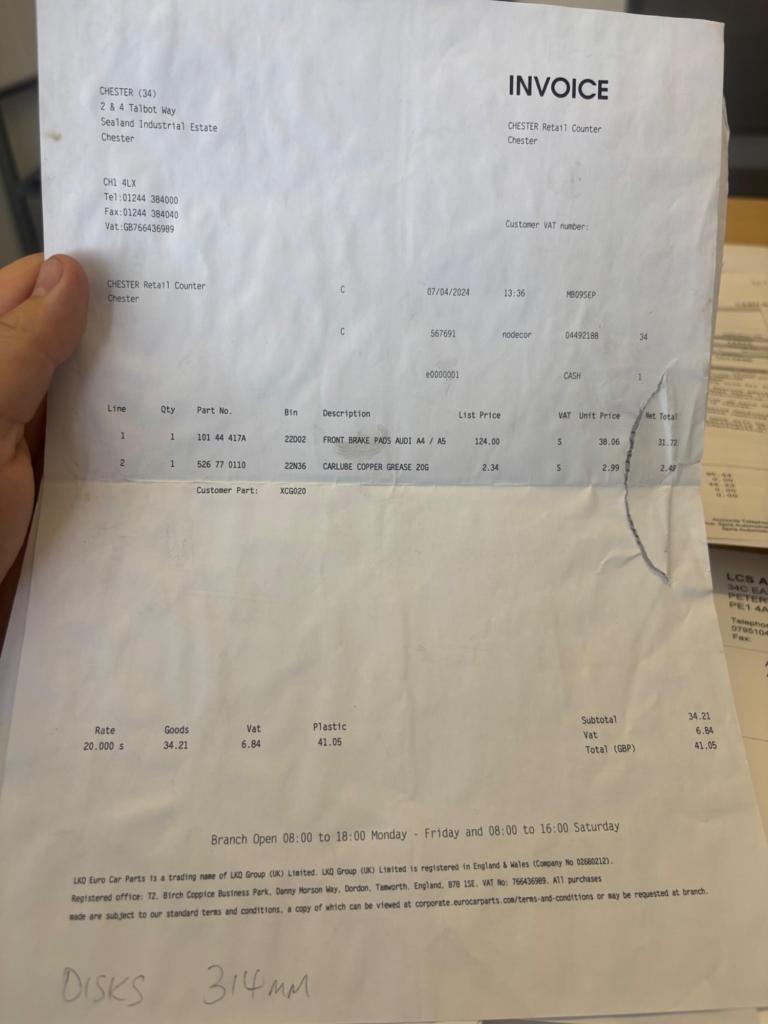 INVOICE
CHESTER (34)
2 & 4 Talbot Way
Sealand Industrial Estate
Chester
CHESTER Retail Counter
Chester
CH1 4LX
Tel:01244 384000
Fax:01244 384040
Vat:GB766436989
Customer VAT number:
CHESTER Retail Counter C 07/04/2024 13:36 MB09SEP
Chester
C 567691 nodecor 04492188 34
e0000001 CASH 1
Line Qty Part No. Bin Description List Price VAT Unit Price Net Total
1 1 101 44 417A 22D02 FRONT BRAKE PADS AUDI A4 / A5 124.00 S 38.06 31.72
2 1 526 77 0110 22N36 CARLUBE COPPER GREASE 20G 2.34 S 2.99 2.49
Customer Part: XCG020
Rate Goods Vat Plastic
20.000 s 34.21 6.84 41.05
Subtotal 34.21
Vat 6.84
Total (GBP) 41.05
Branch Open 08:00 to 18:00 Monday - Friday and 08:00 to 16:00 Saturday
LKQ Euro Car Parts is a trading name of LKQ Group (UK) Limited. LKQ Group (UK) Limited is registered in England & Wales (Company No 02680212).
Registered office: T2, Birch Coppice Business Park, Danny Morson Way, Dordon, Tamworth, England, B78 1SE. VAT No: 766436989. All purchases
made are subject to our standard terms and conditions, a copy of which can be viewed at corporate.eurocarparts.com/terms-and-conditions or may be requested at branch.
DISKS 314MM
LCS A
34C EA
PETER
PE1 4A
Telepho
079510
Fax: